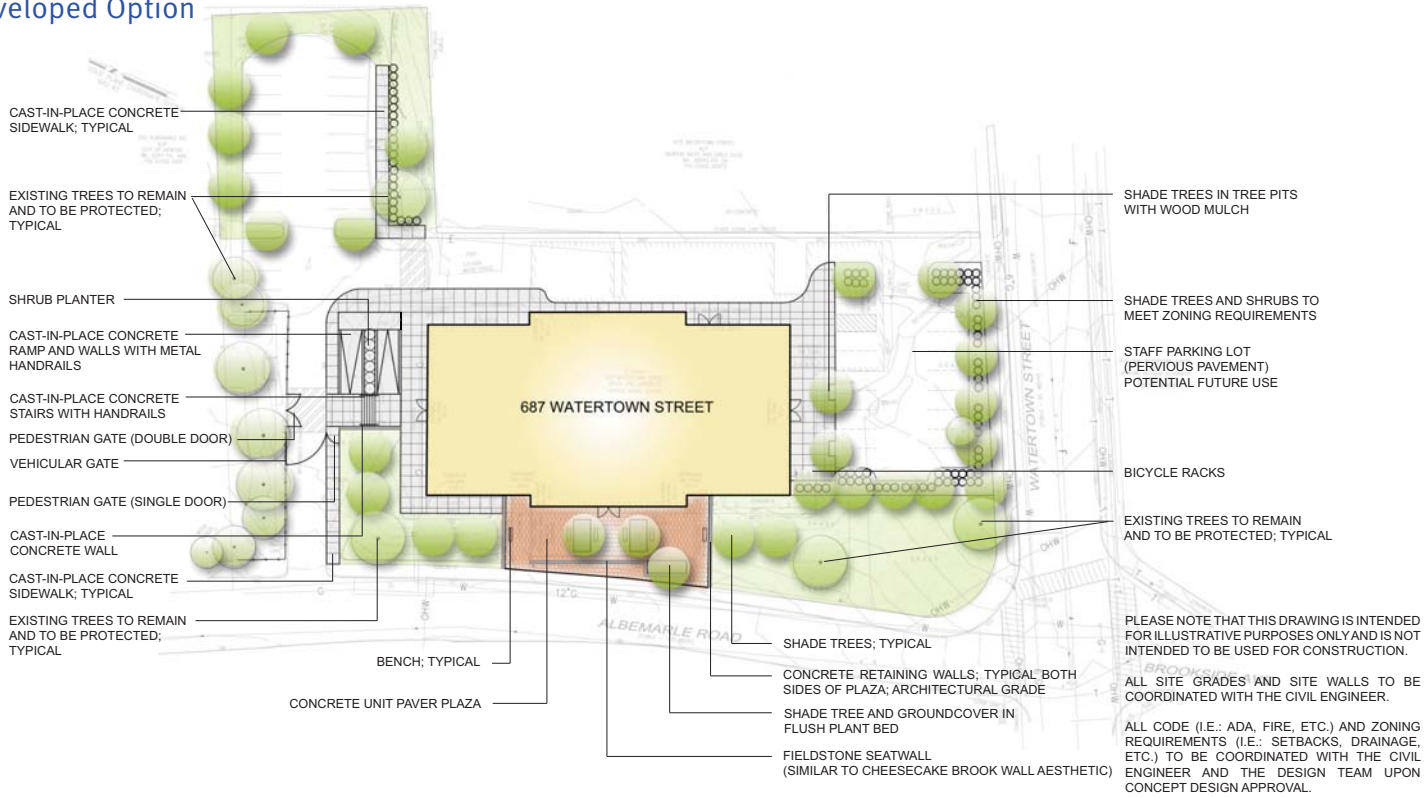 veloped Option
CAST-IN-PLACE CONCRETE
SIDEWALK; TYPICAL
EXISTING TREES TO REMAIN
AND TO BE PROTECTED;
TYPICAL
SHRUB PLANTER
CAST-IN-PLACE CONCRETE
RAMP AND WALLS WITH METAL
HANDRAILS
CAST-IN-PLACE CONCRETE
STAIRS WITH HANDRAILS
PEDESTRIAN GATE (DOUBLE DOOR)
VEHICULAR GATE
PEDESTRIAN GATE (SINGLE DOOR)
CAST-IN-PLACE
CONCRETE WALL
CAST-IN-PLACE CONCRETE
SIDEWALK; TYPICAL
EXISTING TREES TO REMAIN
AND TO BE PROTECTED;
TYPICAL
BENCH; TYPICAL
CONCRETE UNIT PAVER PLAZA
687 WATERTOWN STREET
12"G
W
G
OHW
ALBEMARLE ROAD
WATERTOWN STREET
BROOKSIDE
SHADE TREES IN TREE PITS
WITH WOOD MULCH
SHADE TREES AND SHRUBS TO
MEET ZONING REQUIREMENTS
STAFF PARKING LOT
(PERVIOUS PAVEMENT)
POTENTIAL FUTURE USE
BICYCLE RACKS
EXISTING TREES TO REMAIN
AND TO BE PROTECTED; TYPICAL
SHADE TREES; TYPICAL
CONCRETE RETAINING WALLS; TYPICAL BOTH
SIDES OF PLAZA; ARCHITECTURAL GRADE
SHADE TREE AND GROUNDCOVER IN
FLUSH PLANT BED
FIELDSTONE SEATWALL
(SIMILAR TO CHEESECAKE BROOK WALL AESTHETIC)
PLEASE NOTE THAT THIS DRAWING IS INTENDED
FOR ILLUSTRATIVE PURPOSES ONLY AND IS NOT
INTENDED TO BE USED FOR CONSTRUCTION.
ALL SITE GRADES AND SITE WALLS TO BE
COORDINATED WITH THE CIVIL ENGINEER.
ALL CODE (I.E.: ADA, FIRE, ETC.) AND ZONING
REQUIREMENTS (I.E.: SETBACKS, DRAINAGE,
ETC.) TO BE COORDINATED WITH THE CIVIL
ENGINEER AND THE DESIGN TEAM UPON
CONCEPT DESIGN APPROVAL.